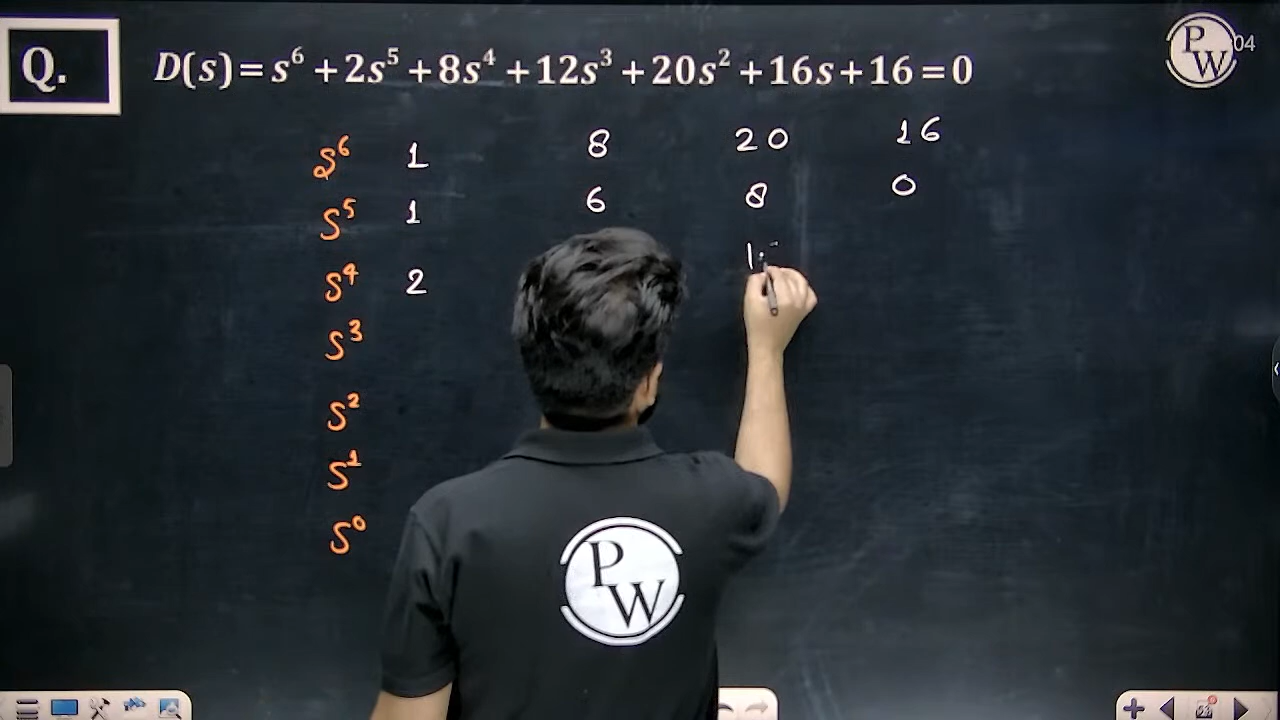 Q. D(s)=s⁶+2s⁵+8s⁴+12s³+20s²+16s+16=0
PW 04
S⁶ 1 8 20 16
S⁵ 1 6 8 0
S⁴ 2
S³
S²
S¹
S⁰
PW